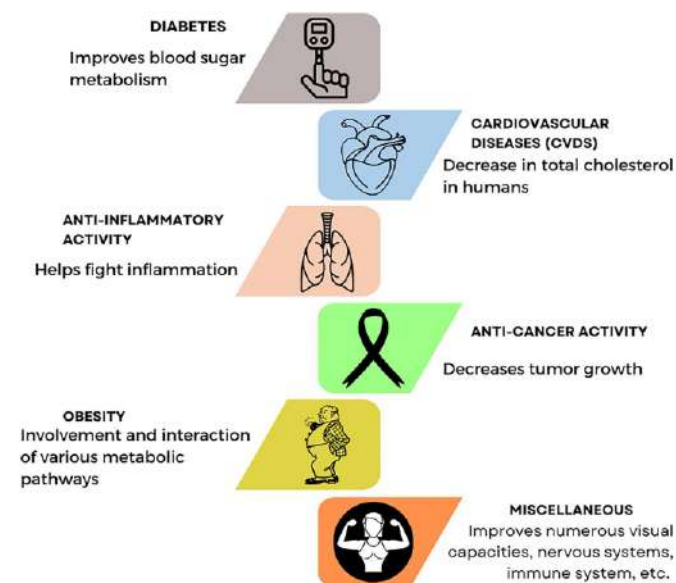 DIABETES
Improves blood sugar
metabolism
CARDIOVASCULAR
DISEASES (CVDS)
Decrease in total cholesterol
in humans
ANTI-INFLAMMATORY
ACTIVITY
Helps fight inflammation
ANTI-CANCER ACTIVITY
Decreases tumor growth
OBESITY
Involvement and interaction
of various metabolic
pathways
MISCELLANEOUS
Improves numerous visual
capacities, nervous systems,
immune system, etc.